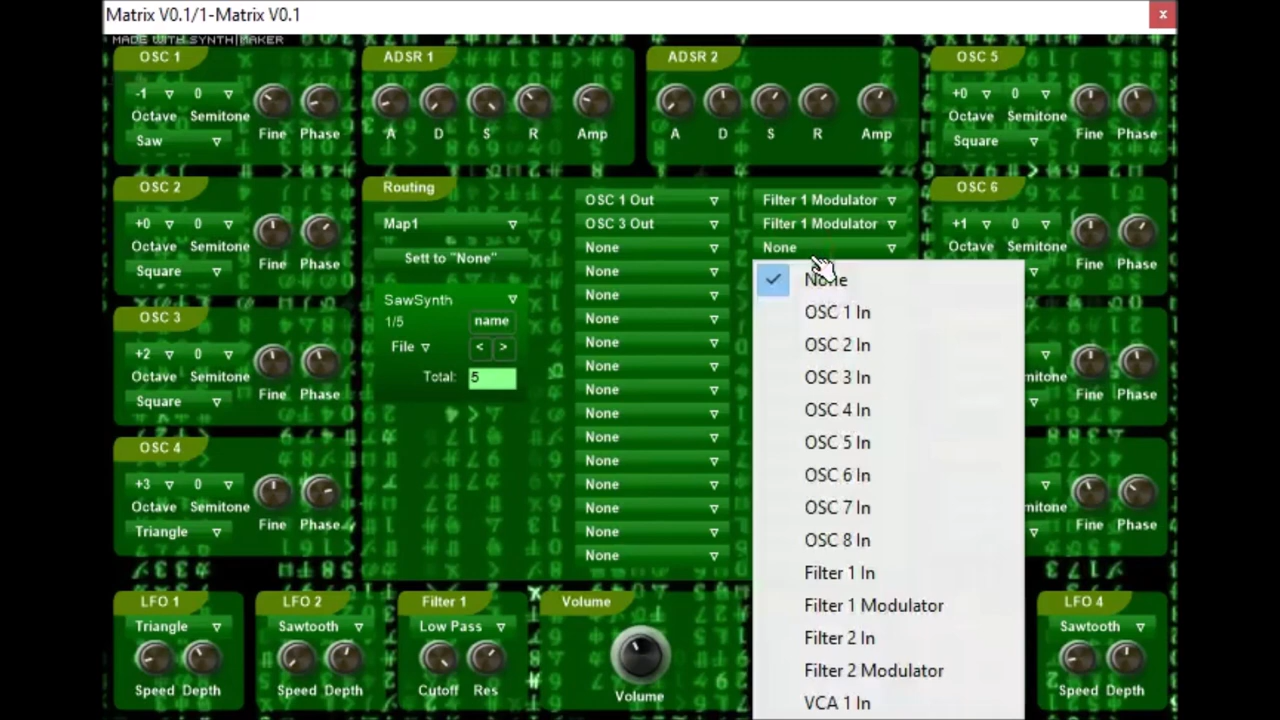 Matrix V0.1/1-Matrix V0.1
x
MADE WITH SYNTH|MAKER
OSC 1
-1 0
Octave Semitone
Saw
Fine Phase
ADSR 1
A D S R Amp
ADSR 2
A D S R Amp
OSC 5
+0 0
Octave Semitone
Square
Fine Phase
OSC 2
+0 0
Octave Semitone
Square
Fine Phase
Routing
Map1
Sett to "None"
SawSynth
1/5 name
File < >
Total: 5
OSC 1 Out
OSC 3 Out
None
None
None
None
None
None
None
None
None
None
None
None
None
None
Filter 1 Modulator
Filter 1 Modulator
None
None
OSC 1 In
OSC 2 In
OSC 3 In
OSC 4 In
OSC 5 In
OSC 6 In
OSC 7 In
OSC 8 In
Filter 1 In
Filter 1 Modulator
Filter 2 In
Filter 2 Modulator
VCA 1 In
OSC 6
+1 0
Octave Semitone
Fine Phase
OSC 3
+2 0
Octave Semitone
Square
Fine Phase
mitone
Fine Phase
OSC 4
+3 0
Octave Semitone
Triangle
Fine Phase
mitone
Fine Phase
LFO 1
Triangle
Speed Depth
LFO 2
Sawtooth
Speed Depth
Filter 1
Low Pass
Cutoff Res
Volume
Volume
LFO 4
Sawtooth
Speed Depth